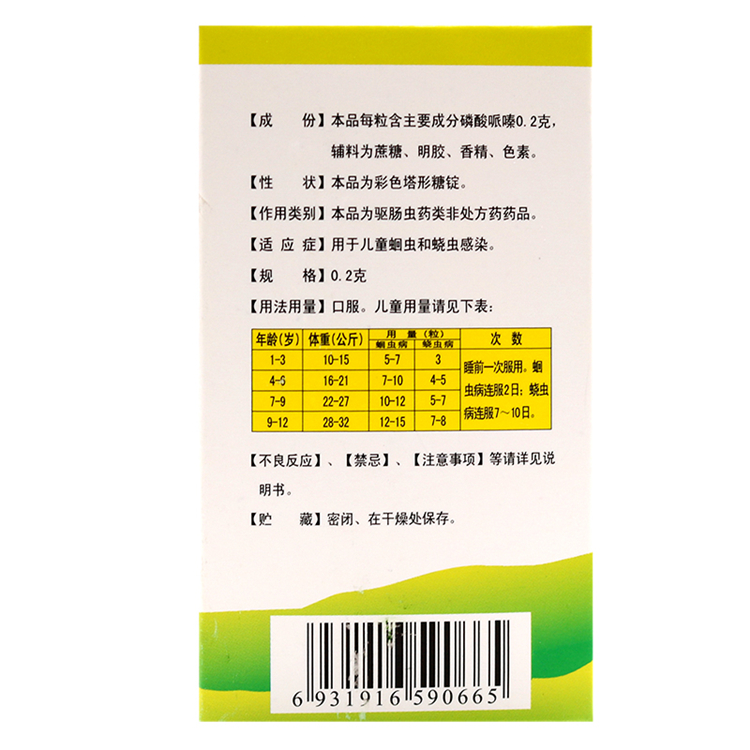 【成 份】本品每粒含主要成分磷酸哌嗪0.2克，
辅料为蔗糖、明胶、香精、色素。
【性 状】本品为彩色塔形糖锭。
【作用类别】本品为驱肠虫药类非处方药药品。
【适 应 症】用于儿童蛔虫和蛲虫感染。
【规 格】0.2克
【用法用量】口服。儿童用量请见下表：
年龄(岁) 体重(公斤) 用 量 (粒) 次 数
蛔虫病 蛲虫病
1-3 10-15 5-7 3
4-6 16-21 7-10 4-5
7-9 22-27 10-12 5-7
9-12 28-32 12-15 7-8
睡前一次服用。蛔
虫病连服2日；蛲虫
病连服7～10日。
【不良反应】、【禁忌】、【注意事项】等请详见说
明书。
【贮 藏】密闭、在干燥处保存。
6 931916 590665